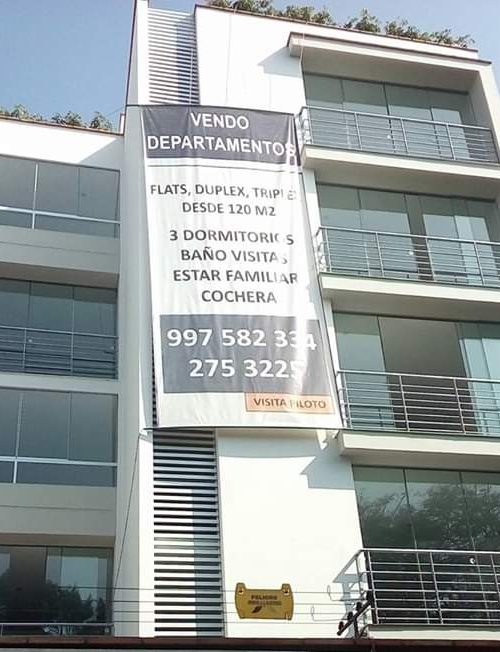 VENDO
DEPARTAMENTOS
FLATS, DUPLEX, TRIPLEX
DESDE 120 M2
3 DORMITORIOS
BAÑO VISITAS
ESTAR FAMILIAR
COCHERA
997 582 334
275 3225
VISITA PILOTO
PELIGRO